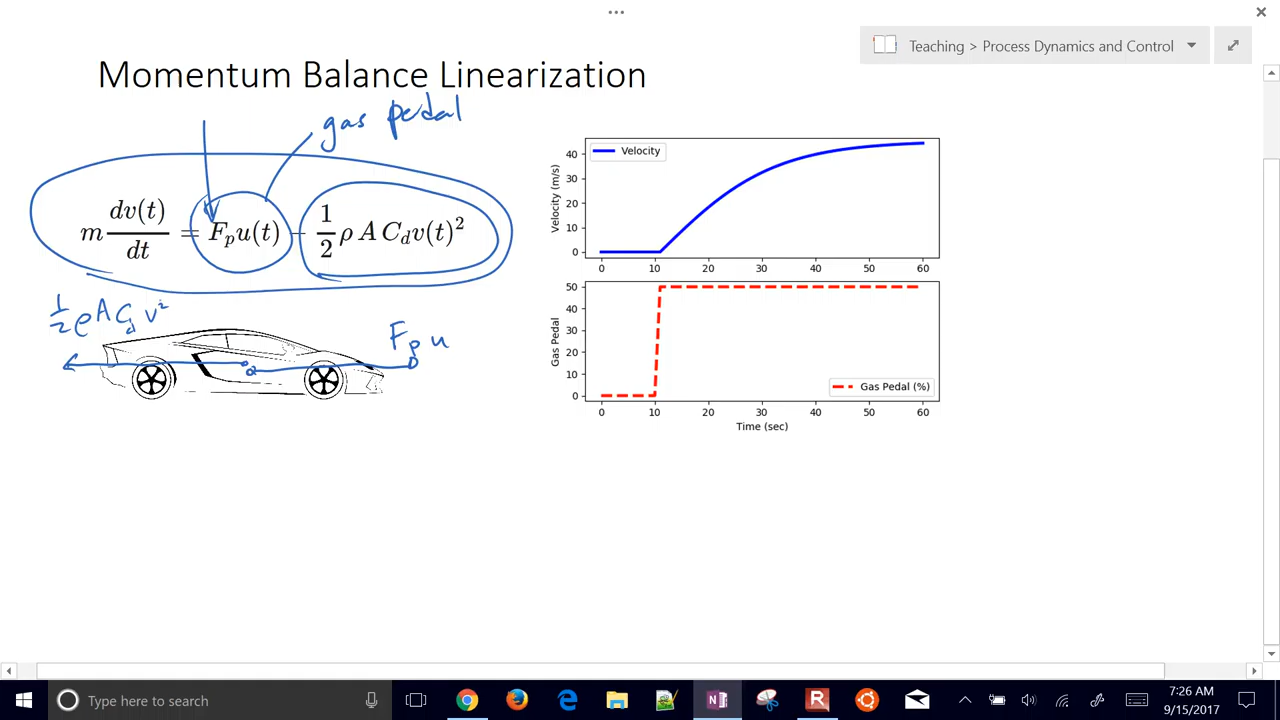 Teaching > Process Dynamics and Control
Momentum Balance Linearization
gas pedal
m dv(t)/dt = F_p u(t) − 1/2 ρ A C_d v(t)^2
1/2 ρ A C_d v^2
F_p u
Velocity
Velocity (m/s)
40
30
20
10
0
0 10 20 30 40 50 60
Gas Pedal
50
40
30
20
10
0
Gas Pedal (%)
0 10 20 30 40 50 60
Time (sec)
Type here to search
7:26 AM
9/15/2017